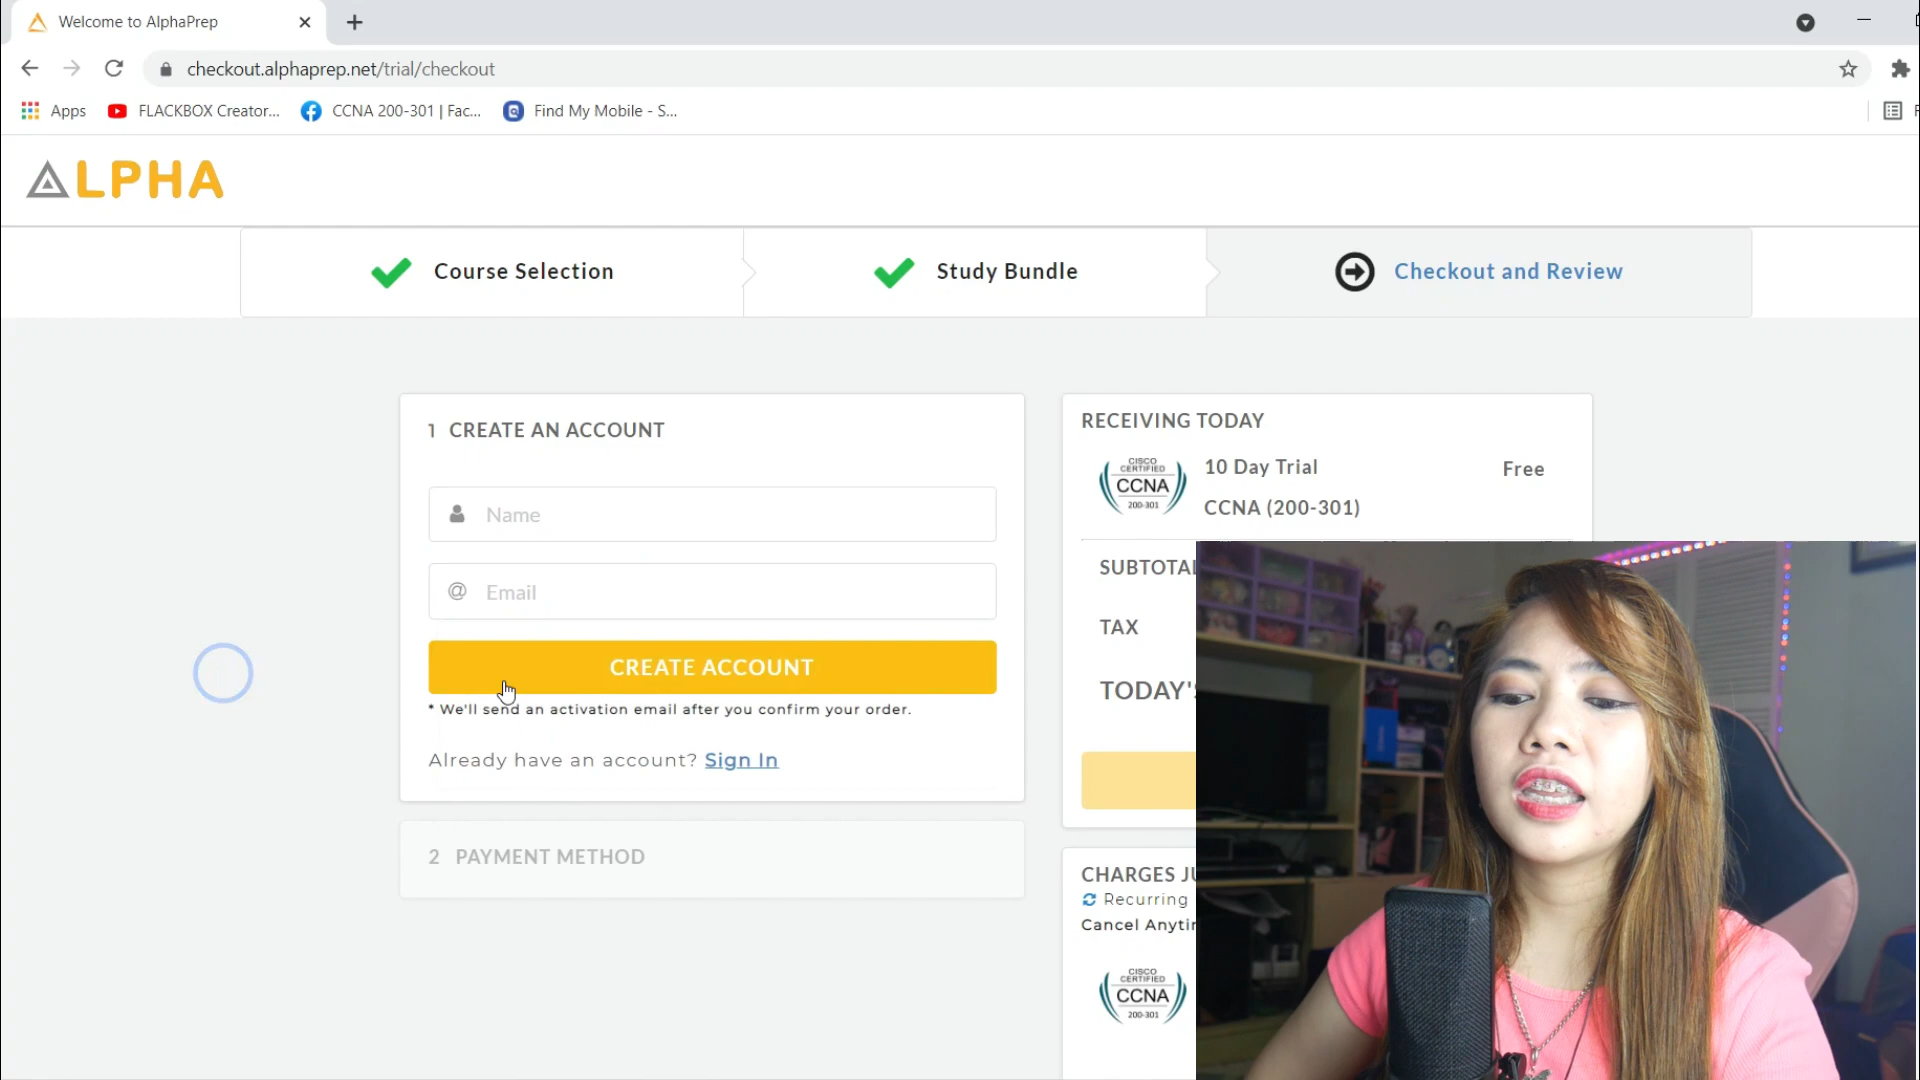 Welcome to AlphaPrep
checkout.alphaprep.net/trial/checkout
Apps
FLACKBOX Creator...
CCNA 200-301 | Fac...
Find My Mobile - S...
ALPHA
Course Selection
Study Bundle
Checkout and Review
1 CREATE AN ACCOUNT
Name
@ Email
CREATE ACCOUNT
* We'll send an activation email after you confirm your order.
Already have an account? Sign In
2 PAYMENT METHOD
RECEIVING TODAY
CISCO
CERTIFIED
CCNA
200-301
10 Day Trial
Free
CCNA (200-301)
SUBTOTAL
TAX
TODAY'S
CHARGES JU
Recurring
Cancel Anytim
CISCO
CERTIFIED
CCNA
200-301